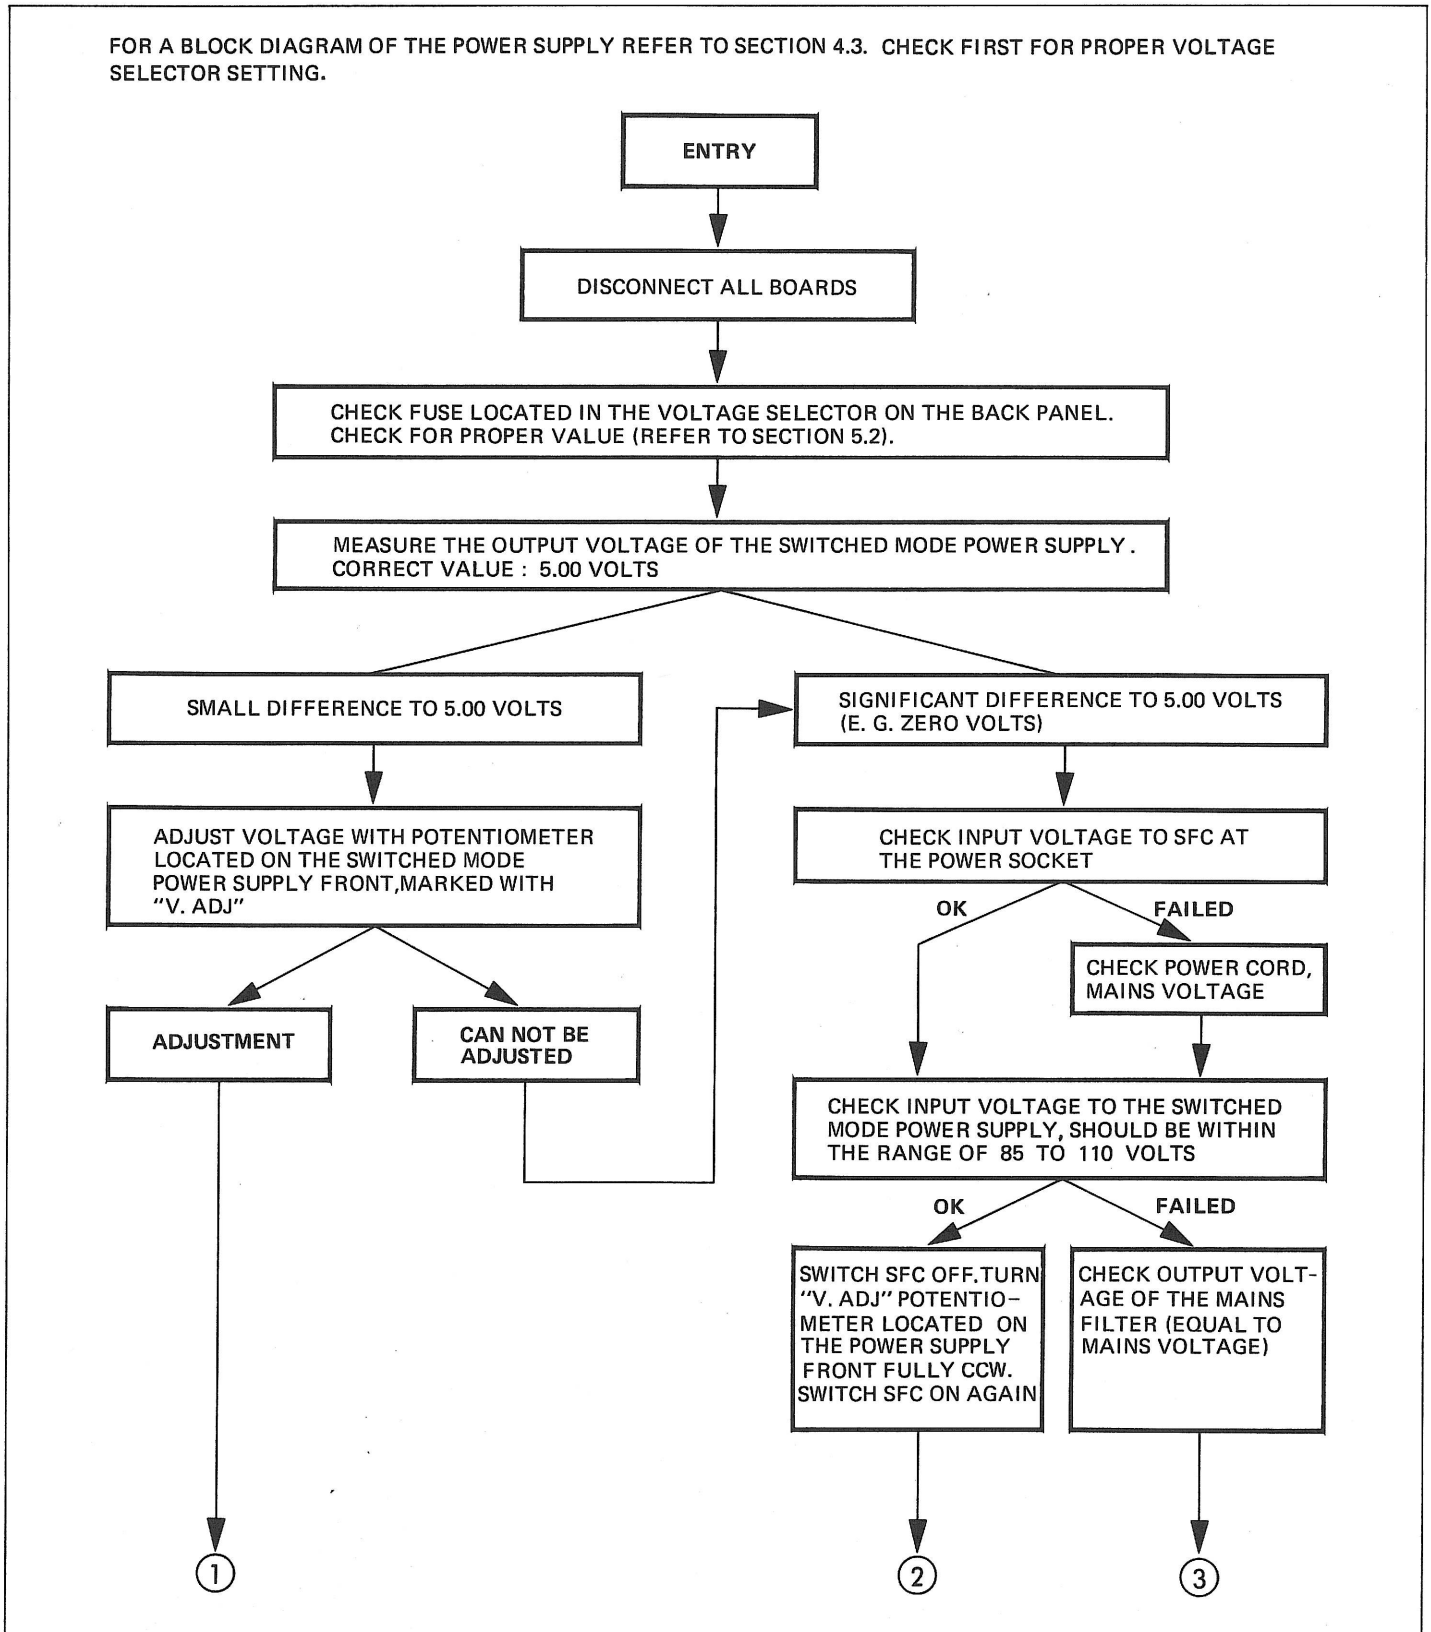 FOR A BLOCK DIAGRAM OF THE POWER SUPPLY REFER TO SECTION 4.3. CHECK FIRST FOR PROPER VOLTAGE
SELECTOR SETTING.
ENTRY
DISCONNECT ALL BOARDS
CHECK FUSE LOCATED IN THE VOLTAGE SELECTOR ON THE BACK PANEL.
CHECK FOR PROPER VALUE (REFER TO SECTION 5.2).
MEASURE THE OUTPUT VOLTAGE OF THE SWITCHED MODE POWER SUPPLY.
CORRECT VALUE : 5.00 VOLTS
SMALL DIFFERENCE TO 5.00 VOLTS
ADJUST VOLTAGE WITH POTENTIOMETER
LOCATED ON THE SWITCHED MODE
POWER SUPPLY FRONT,MARKED WITH
"V. ADJ"
ADJUSTMENT
CAN NOT BE
ADJUSTED
SIGNIFICANT DIFFERENCE TO 5.00 VOLTS
(E. G. ZERO VOLTS)
CHECK INPUT VOLTAGE TO SFC AT
THE POWER SOCKET
OK
FAILED
CHECK POWER CORD,
MAINS VOLTAGE
CHECK INPUT VOLTAGE TO THE SWITCHED
MODE POWER SUPPLY, SHOULD BE WITHIN
THE RANGE OF 85 TO 110 VOLTS
OK
FAILED
SWITCH SFC OFF.TURN
"V. ADJ" POTENTIO-
METER LOCATED ON
THE POWER SUPPLY
FRONT FULLY CCW.
SWITCH SFC ON AGAIN
CHECK OUTPUT VOLT-
AGE OF THE MAINS
FILTER (EQUAL TO
MAINS VOLTAGE)
1
2
3